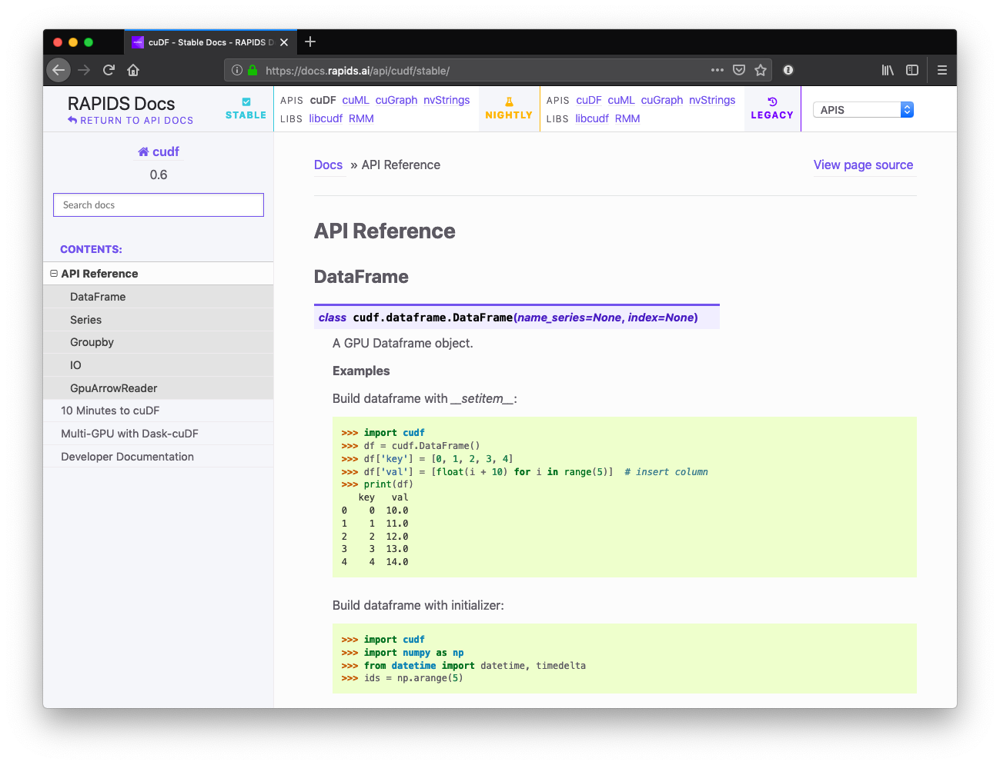 cuDF - Stable Docs - RAPIDS D
https://docs.rapids.ai/api/cudf/stable/
RAPIDS Docs
RETURN TO API DOCS
STABLE
APIS cuDF cuML cuGraph nvStrings
LIBS libcudf RMM
NIGHTLY
APIS cuDF cuML cuGraph nvStrings
LIBS libcudf RMM
LEGACY
APIS
cudf
0.6
Search docs
CONTENTS:
API Reference
DataFrame
Series
Groupby
IO
GpuArrowReader
10 Minutes to cuDF
Multi-GPU with Dask-cuDF
Developer Documentation
Docs » API Reference
View page source
API Reference
DataFrame
class cudf.dataframe.DataFrame(name_series=None, index=None)
A GPU Dataframe object.
Examples
Build dataframe with __setitem__:
>>> import cudf
>>> df = cudf.DataFrame()
>>> df['key'] = [0, 1, 2, 3, 4]
>>> df['val'] = [float(i + 10) for i in range(5)]  # insert column
>>> print(df)
   key   val
0    0  10.0
1    1  11.0
2    2  12.0
3    3  13.0
4    4  14.0
Build dataframe with initializer:
>>> import cudf
>>> import numpy as np
>>> from datetime import datetime, timedelta
>>> ids = np.arange(5)